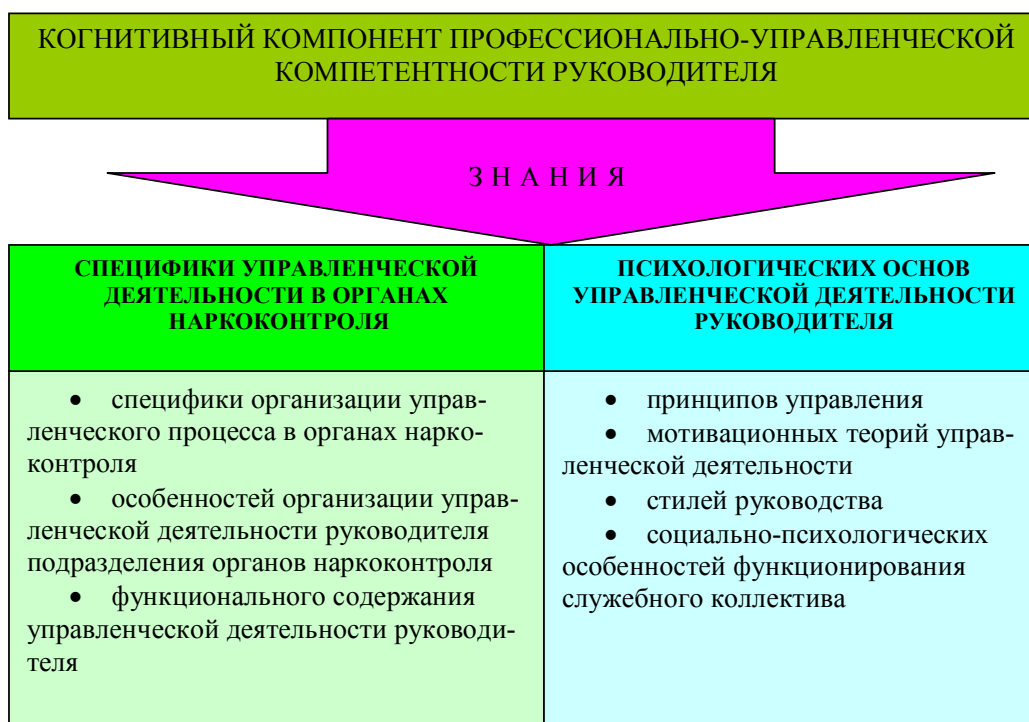 КОГНИТИВНЫЙ КОМПОНЕНТ ПРОФЕССИОНАЛЬНО-УПРАВЛЕНЧЕСКОЙ
КОМПЕТЕНТНОСТИ РУКОВОДИТЕЛЯ
З Н А Н И Я
СПЕЦИФИКИ УПРАВЛЕНЧЕСКОЙ
ДЕЯТЕЛЬНОСТИ В ОРГАНАХ
НАРКОКОНТРОЛЯ
ПСИХОЛОГИЧЕСКИХ ОСНОВ
УПРАВЛЕНЧЕСКОЙ ДЕЯТЕЛЬНОСТИ
РУКОВОДИТЕЛЯ
• специфики организации управ-
ленческого процесса в органах нарко-
контроля
• особенностей организации управ-
ленческой деятельности руководителя
подразделения органов наркоконтроля
• функционального содержания
управленческой деятельности руководи-
теля
• принципов управления
• мотивационных теорий управ-
ленческой деятельности
• стилей руководства
• социально-психологических
особенностей функционирования
служебного коллектива